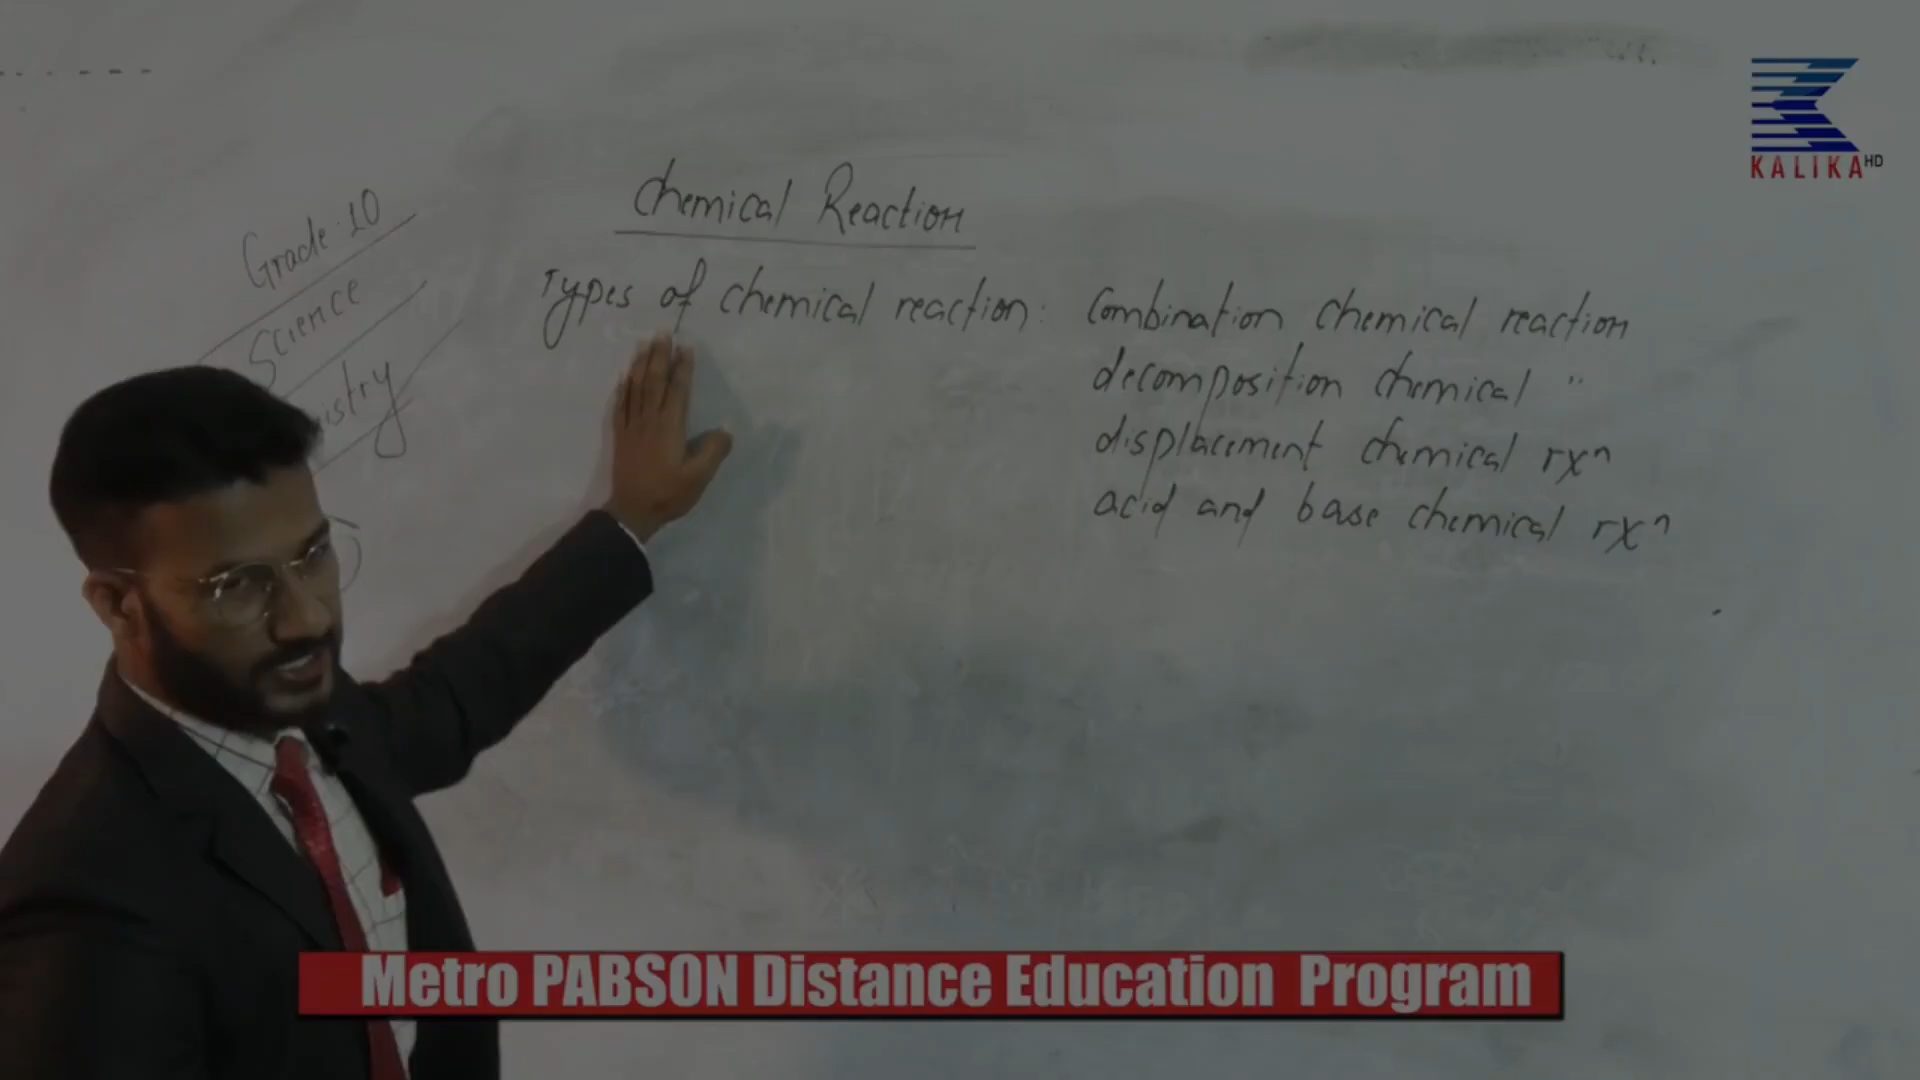 KALIKA HD
Grade:10
Science
Chemical Reaction
Types of chemical reaction: Combination chemical reaction
decomposition chemical "
displacement chemical rxⁿ
acid and base chemical rxⁿ
Metro PABSON Distance Education Program